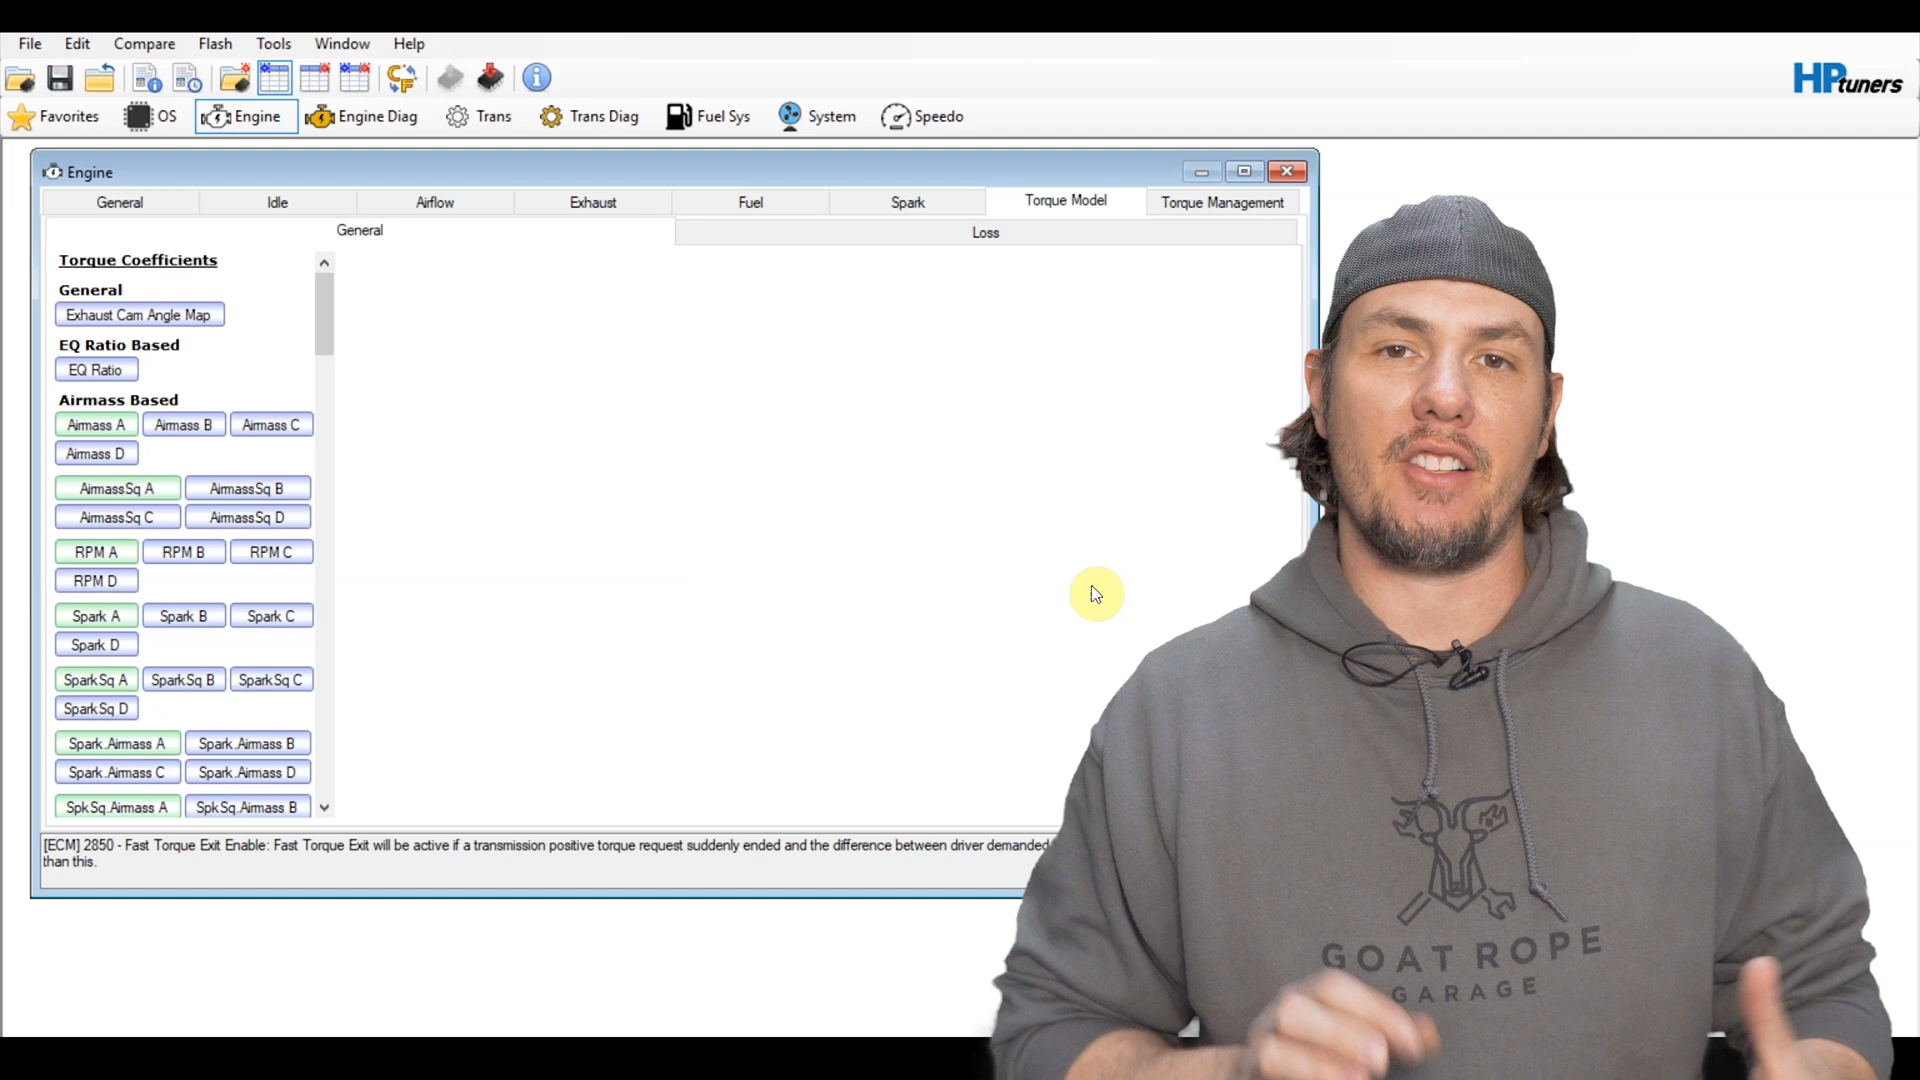 File Edit Compare Flash Tools Window Help
HPtuners
Favorites OS Engine Engine Diag Trans Trans Diag Fuel Sys System Speedo
Engine
General Idle Airflow Exhaust Fuel Spark Torque Model Torque Management
General Loss
Torque Coefficients
General
Exhaust Cam Angle Map
EQ Ratio Based
EQ Ratio
Airmass Based
Airmass A Airmass B Airmass C
Airmass D
AirmassSq A AirmassSq B
AirmassSq C AirmassSq D
RPM A RPM B RPM C
RPM D
Spark A Spark B Spark C
Spark D
SparkSq A SparkSq B SparkSq C
SparkSq D
Spark.Airmass A Spark.Airmass B
Spark.Airmass C Spark.Airmass D
SpkSq.Airmass A SpkSq.Airmass B
[ECM] 2850 - Fast Torque Exit Enable: Fast Torque Exit will be active if a transmission positive torque request suddenly ended and the difference between driver demanded
than this.
GOAT ROPE
GARAGE